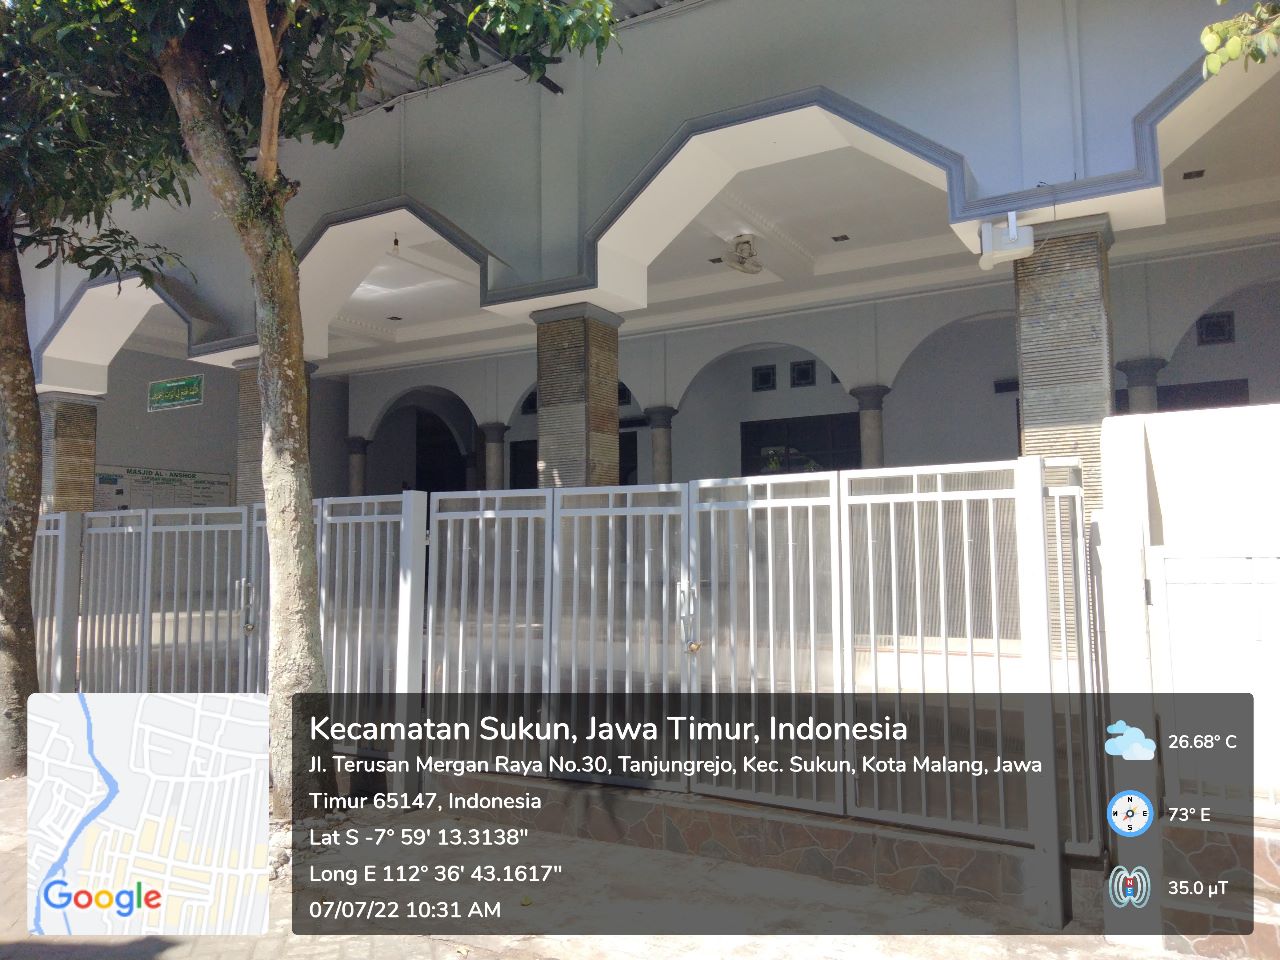 MASJID AL - ANSHOR
Kecamatan Sukun, Jawa Timur, Indonesia
Jl. Terusan Mergan Raya No.30, Tanjungrejo, Kec. Sukun, Kota Malang, Jawa
Timur 65147, Indonesia
Lat S -7° 59' 13.3138"
Long E 112° 36' 43.1617"
07/07/22 10:31 AM
26.68° C
N
E
S
73° E
N
S
35.0 µT
Google